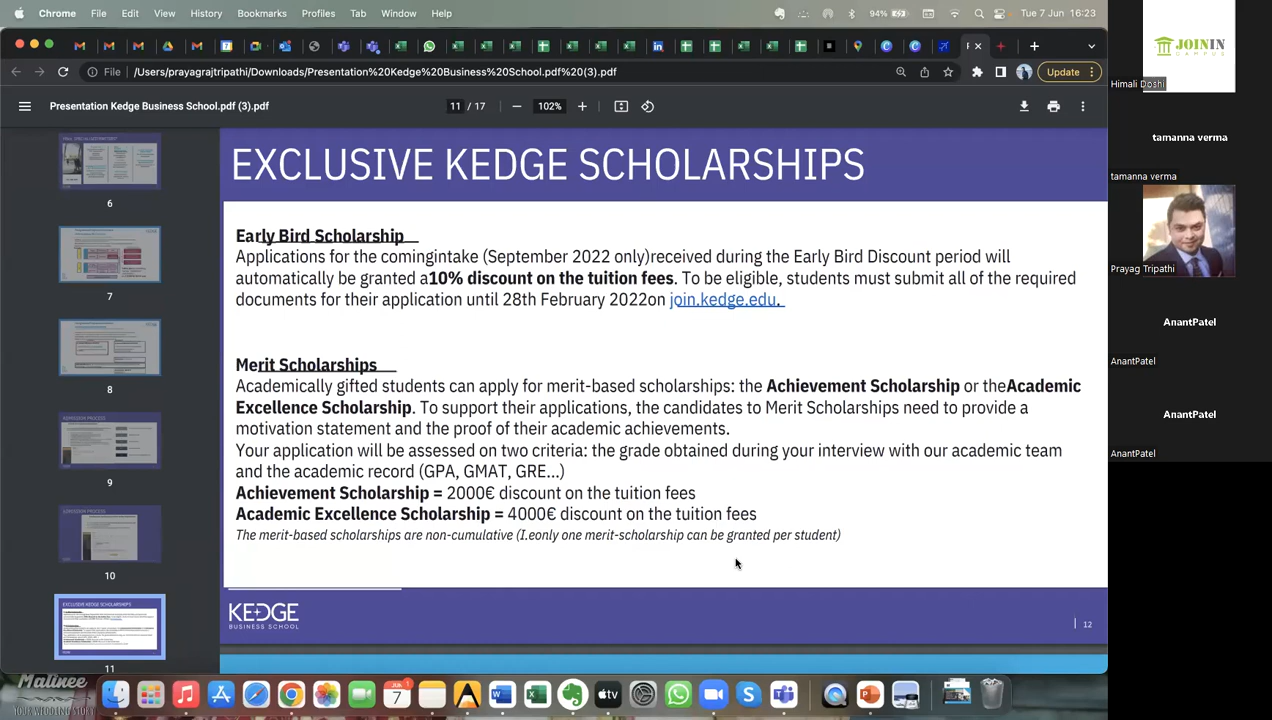 Chrome File Edit View History Bookmarks Profiles Tab Window Help 94% Tue 7 Jun 16:23
File /Users/prayagrajtripathi/Downloads/Presentation%20Kedge%20Business%20School.pdf%20(3).pdf Update
Presentation Kedge Business School.pdf (3).pdf 11 / 17 102%
6
7
8
9
ADMISSION PROCESS
10
EXCLUSIVE KEDGE SCHOLARSHIPS
11
Malinee
YOUR WEDDING STORY
EXCLUSIVE KEDGE SCHOLARSHIPS
Early Bird Scholarship
Applications for the comingintake (September 2022 only)received during the Early Bird Discount period will
automatically be granted a10% discount on the tuition fees. To be eligible, students must submit all of the required
documents for their application until 28th February 2022on join.kedge.edu.
Merit Scholarships
Academically gifted students can apply for merit-based scholarships: the Achievement Scholarship or theAcademic
Excellence Scholarship. To support their applications, the candidates to Merit Scholarships need to provide a
motivation statement and the proof of their academic achievements.
Your application will be assessed on two criteria: the grade obtained during your interview with our academic team
and the academic record (GPA, GMAT, GRE...)
Achievement Scholarship = 2000€ discount on the tuition fees
Academic Excellence Scholarship = 4000€ discount on the tuition fees
The merit-based scholarships are non-cumulative (I.eonly one merit-scholarship can be granted per student)
KEDGE
BUSINESS SCHOOL
12
JOININ
CAMPUS
Himali Doshi
tamanna verma
tamanna verma
Prayag Tripathi
AnantPatel
AnantPatel
AnantPatel
AnantPatel